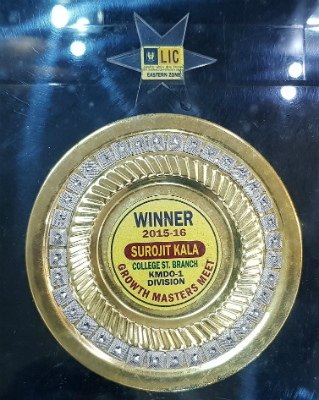 LIC
EASTERN ZONE
WINNER
2015-16
SUROJIT KALA
COLLEGE ST. BRANCH
KMDO-1
DIVISION
GROWTH MASTERS MEET